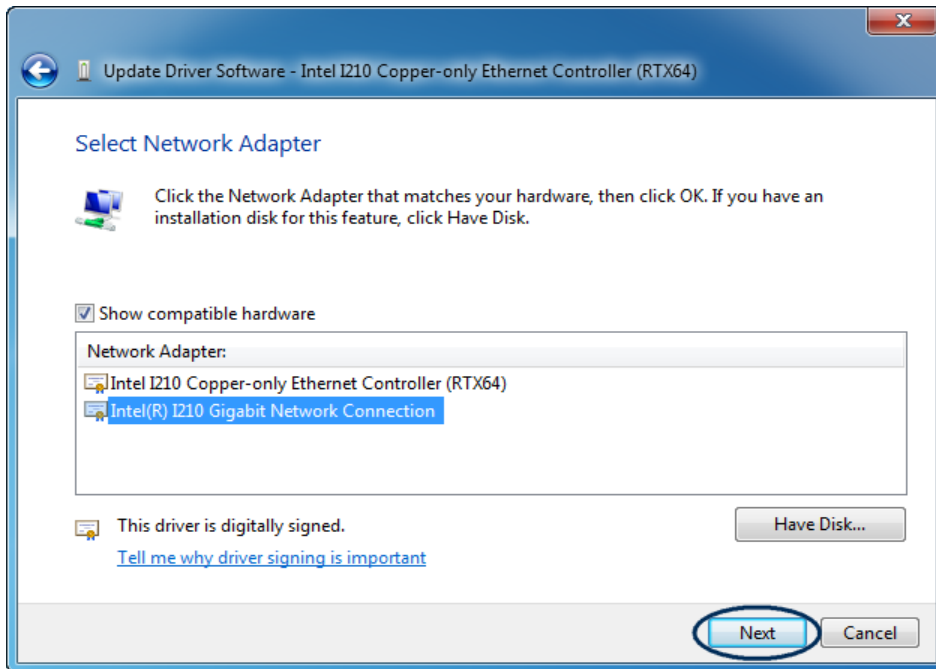 Update Driver Software - Intel I210 Copper-only Ethernet Controller (RTX64)
Select Network Adapter
Click the Network Adapter that matches your hardware, then click OK. If you have an
installation disk for this feature, click Have Disk.
Show compatible hardware
Network Adapter:
Intel I210 Copper-only Ethernet Controller (RTX64)
Intel(R) I210 Gigabit Network Connection
This driver is digitally signed.
Have Disk...
Tell me why driver signing is important
Next
Cancel